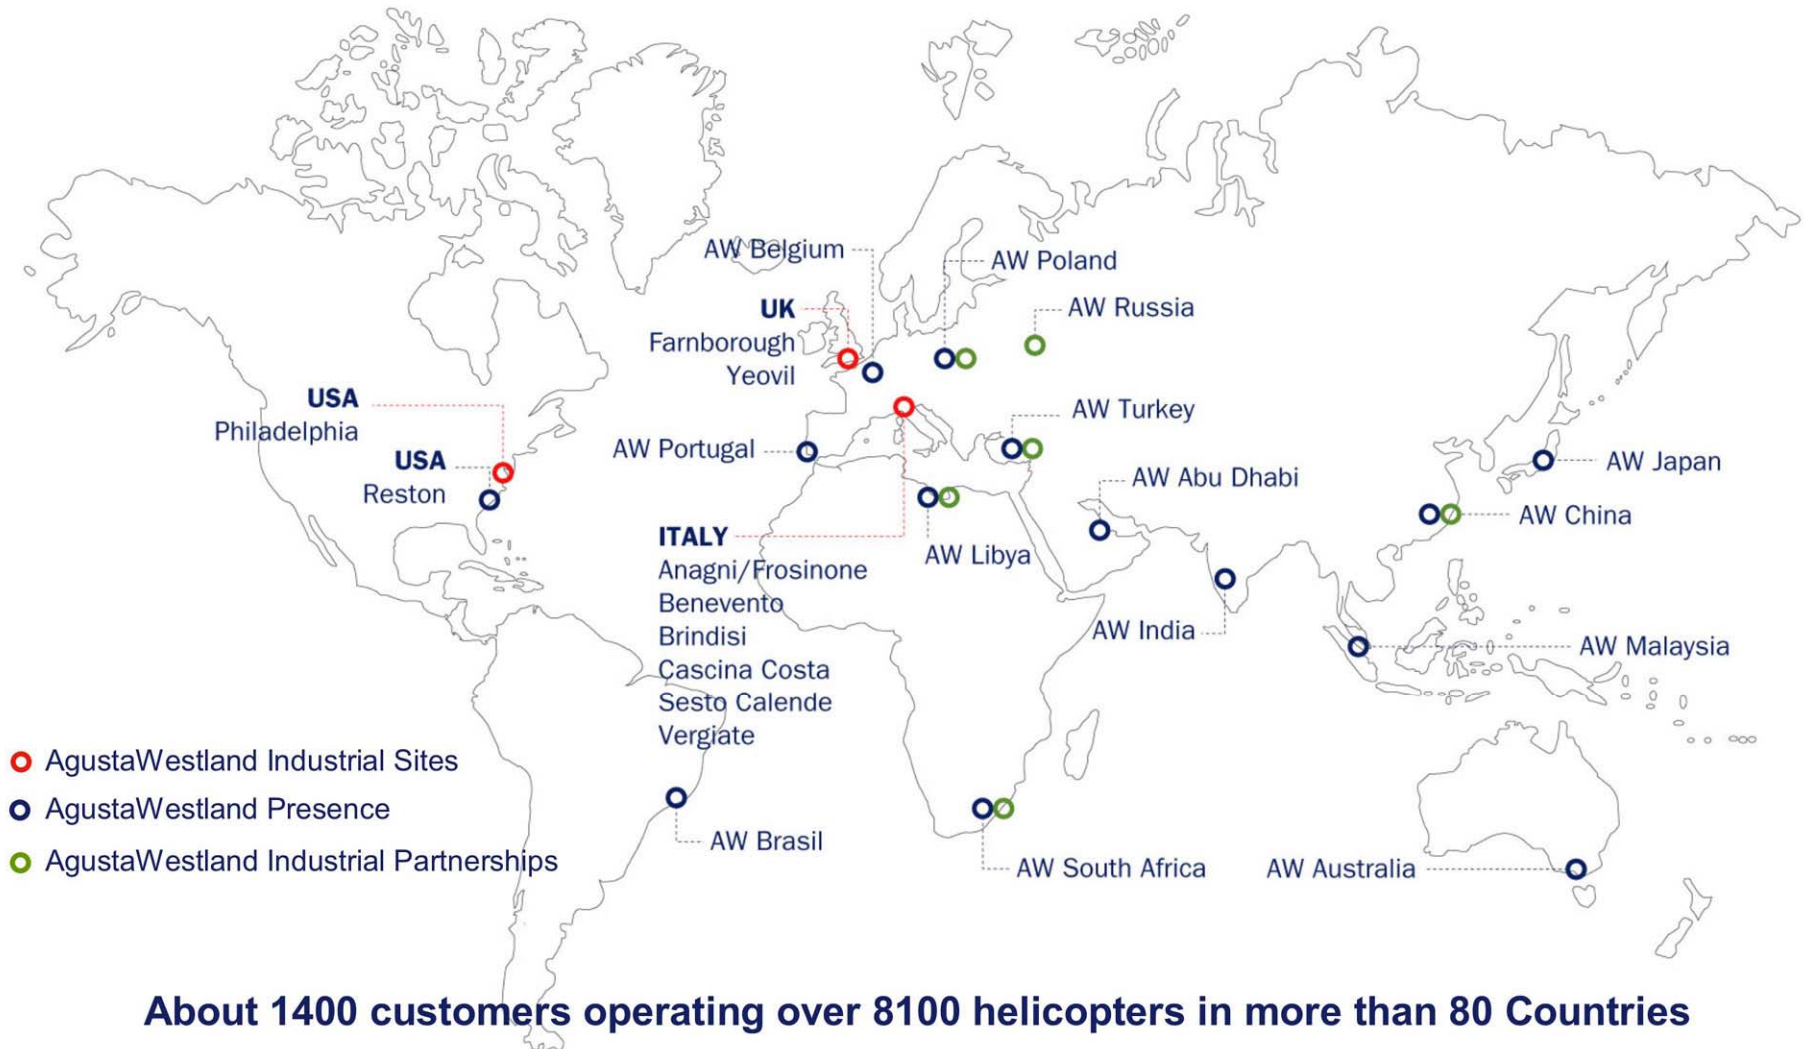 AW Belgium
AW Poland
UK
Farnborough
Yeovil
AW Russia
USA
Philadelphia
USA
Reston
AW Portugal
AW Turkey
AW Abu Dhabi
AW Japan
AW China
ITALY
Anagni/Frosinone
Benevento
Brindisi
Cascina Costa
Sesto Calende
Vergiate
AW Libya
AW India
AW Malaysia
AgustaWestland Industrial Sites
AgustaWestland Presence
AgustaWestland Industrial Partnerships
AW Brasil
AW South Africa
AW Australia
About 1400 customers operating over 8100 helicopters in more than 80 Countries